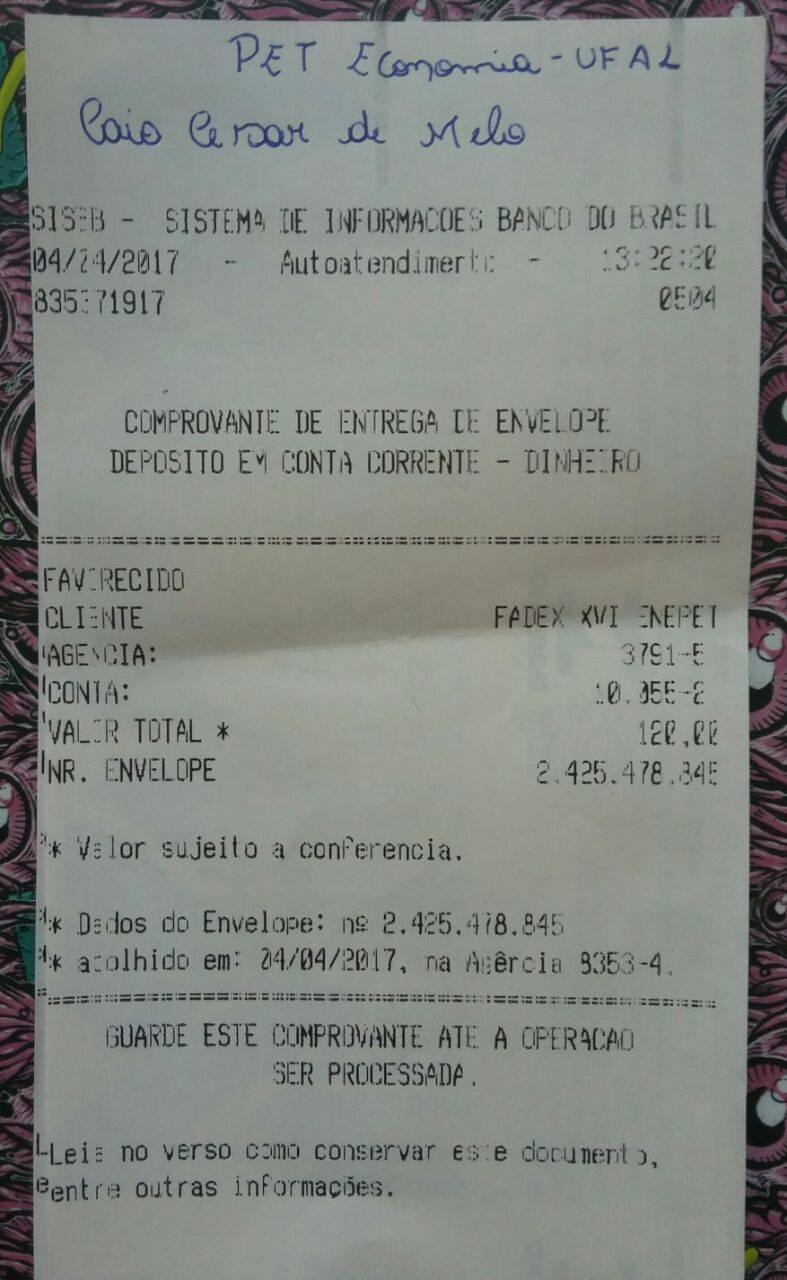 PET Economia - UFAL
Caio Cesar de Melo
SISBB - SISTEMA DE INFORMACOES BANCO DO BRASIL
04/04/2017 - Autoatendimento - 13:22:20
835371917 0504
COMPROVANTE DE ENTREGA DE ENVELOPE
DEPOSITO EM CONTA CORRENTE - DINHEIRO
FAVORECIDO
CLIENTE FADEX XVI ENEPET
AGENCIA: 3791-5
CONTA: 10.055-2
VALOR TOTAL * 120,00
NR. ENVELOPE 2.425.478.845
* Valor sujeito a conferencia.
* Dados do Envelope: nº 2.425.478.845
* acolhido em: 04/04/2017, na Agência 8353-4.
GUARDE ESTE COMPROVANTE ATE A OPERACAO
SER PROCESSADA.
Leia no verso como conservar este documento,
entre outras informações.